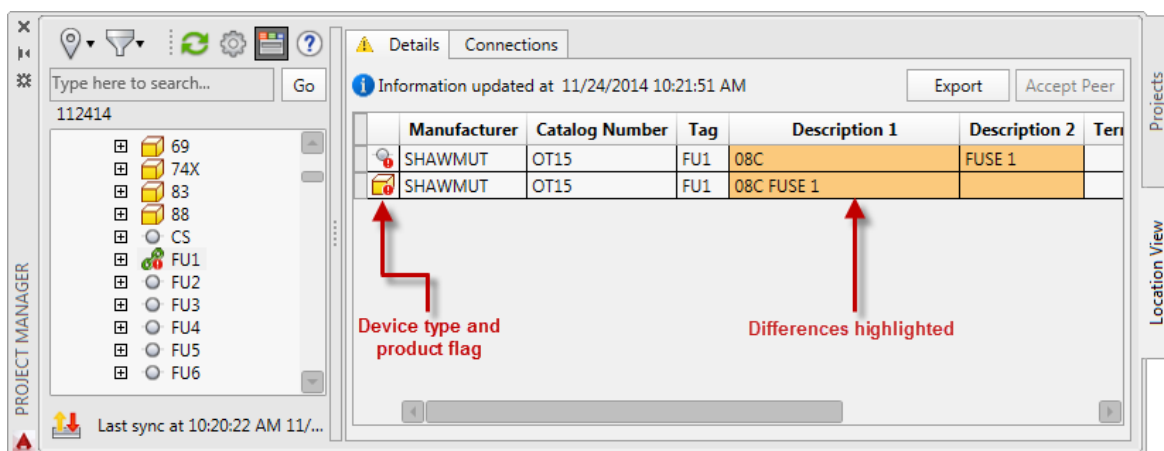 Details Connections
Type here to search... Go
Information updated at 11/24/2014 10:21:51 AM Export Accept Peer
112414
Manufacturer Catalog Number Tag Description 1 Description 2
SHAWMUT OT15 FU1 08C FUSE 1
SHAWMUT OT15 FU1 08C FUSE 1
69
74X
83
88
CS
FU1
FU2
FU3
FU4
FU5
FU6
Device type and
product flag
Differences highlighted
Last sync at 10:20:22 AM 11/...
PROJECT MANAGER
Projects
Location View